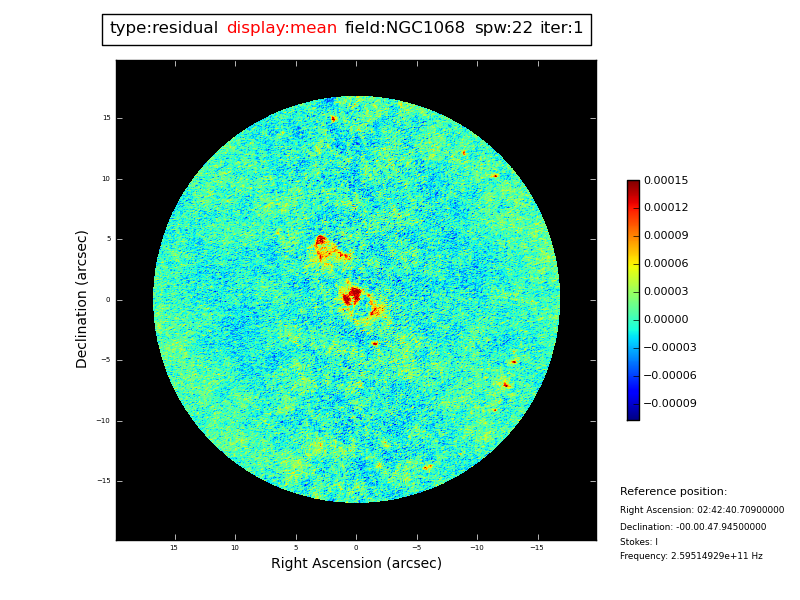 type:residual display:mean field:NGC1068 spw:22 iter:1
15
10
5
0
−5
−10
−15
Declination (arcsec)
15 10 5 0 −5 −10 −15
Right Ascension (arcsec)
0.00015
0.00012
0.00009
0.00006
0.00003
0.00000
−0.00003
−0.00006
−0.00009
Reference position:
Right Ascension: 02:42:40.70900000
Declination: -00.00.47.94500000
Stokes: I
Frequency: 2.59514929e+11 Hz